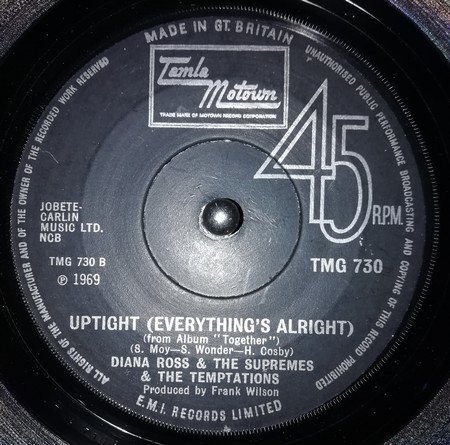 MADE IN GT. BRITAIN
UNAUTHORISED PUBLIC PERFORMANCE BROADCASTING AND COPYING OF THIS RECORD PROHIBITED
ALL RIGHTS OF THE MANUFACTURER AND OF THE OWNER OF THE RECORDED WORK RESERVED
Tamla
Motown
TRADE MARK OF MOTOWN RECORD CORPORATION
45
R.P.M.
JOBETE-
CARLIN
MUSIC LTD.
NCB
TMG 730 B
℗ 1969
TMG 730
UPTIGHT (EVERYTHING'S ALRIGHT)
(from Album "Together")
(S. Moy—S. Wonder—H. Cosby)
DIANA ROSS & THE SUPREMES
& THE TEMPTATIONS
Produced by Frank Wilson
E.M.I. RECORDS LIMITED